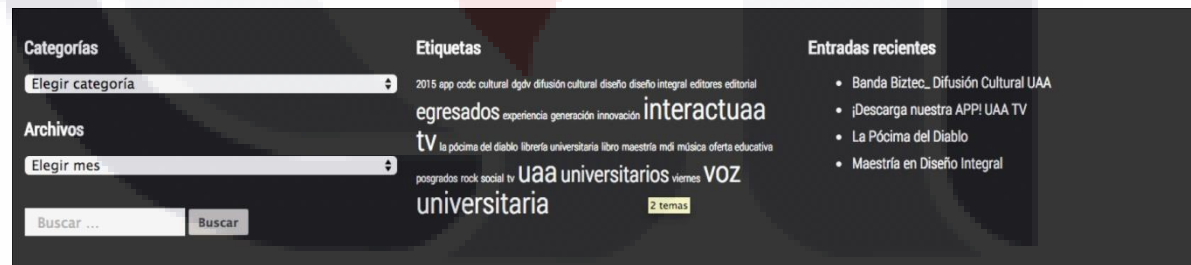 Categorías
Elegir categoría
Archivos
Elegir mes
Buscar ...
Buscar
Etiquetas
2015 app ccdc cultural dgdv difusión cultural diseño diseño integral editores editorial
egresados experiencia generación innovación interactuaa
tv la pócima del diablo librería universitaria libro maestría mdi música oferta educativa
posgrados rock social tv uaa universitarios viernes voz
universitaria
2 temas
Entradas recientes
• Banda Biztec_ Difusión Cultural UAA
• ¡Descarga nuestra APP! UAA TV
• La Pócima del Diablo
• Maestría en Diseño Integral